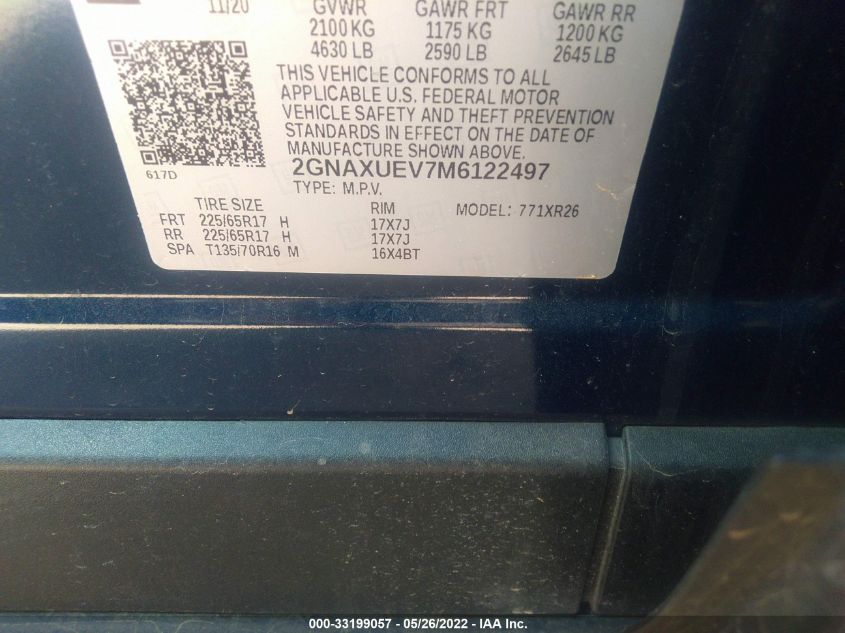 11/20 GVWR GAWR FRT GAWR RR
2100 KG 1175 KG 1200 KG
4630 LB 2590 LB 2645 LB
THIS VEHICLE CONFORMS TO ALL
APPLICABLE U.S. FEDERAL MOTOR
VEHICLE SAFETY AND THEFT PREVENTION
STANDARDS IN EFFECT ON THE DATE OF
MANUFACTURE SHOWN ABOVE.
617D
2GNAXUEV7M6122497
TYPE: M.P.V.
TIRE SIZE RIM MODEL: 771XR26
FRT 225/65R17 H 17X7J
RR 225/65R17 H 17X7J
SPA T135/70R16 M 16X4BT
000-33199057 - 05/26/2022 - IAA, Inc.